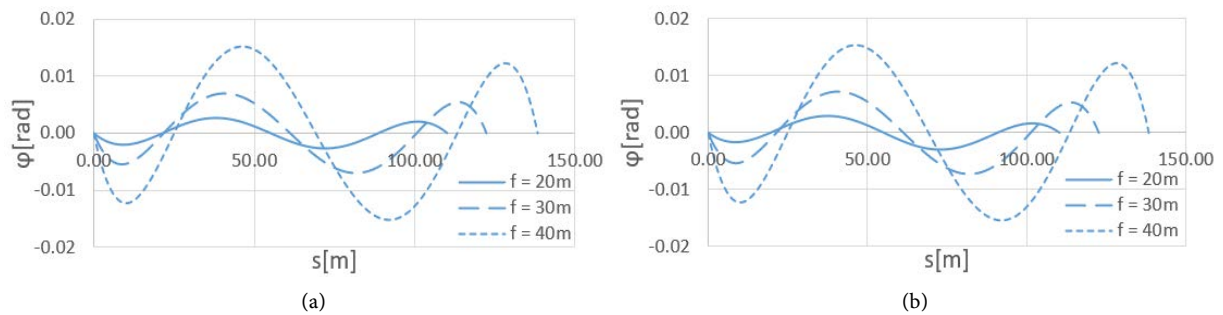 0.02
0.01
0.00
-0.01
-0.02
0.00
50.00
100.00
150.00
φ[rad]
s[m]
f = 20m
f = 30m
f = 40m
(a)
0.02
0.01
0.00
-0.01
-0.02
0.00
50.00
100.00
150.00
φ[rad]
s[m]
f = 20m
f = 30m
f = 40m
(b)